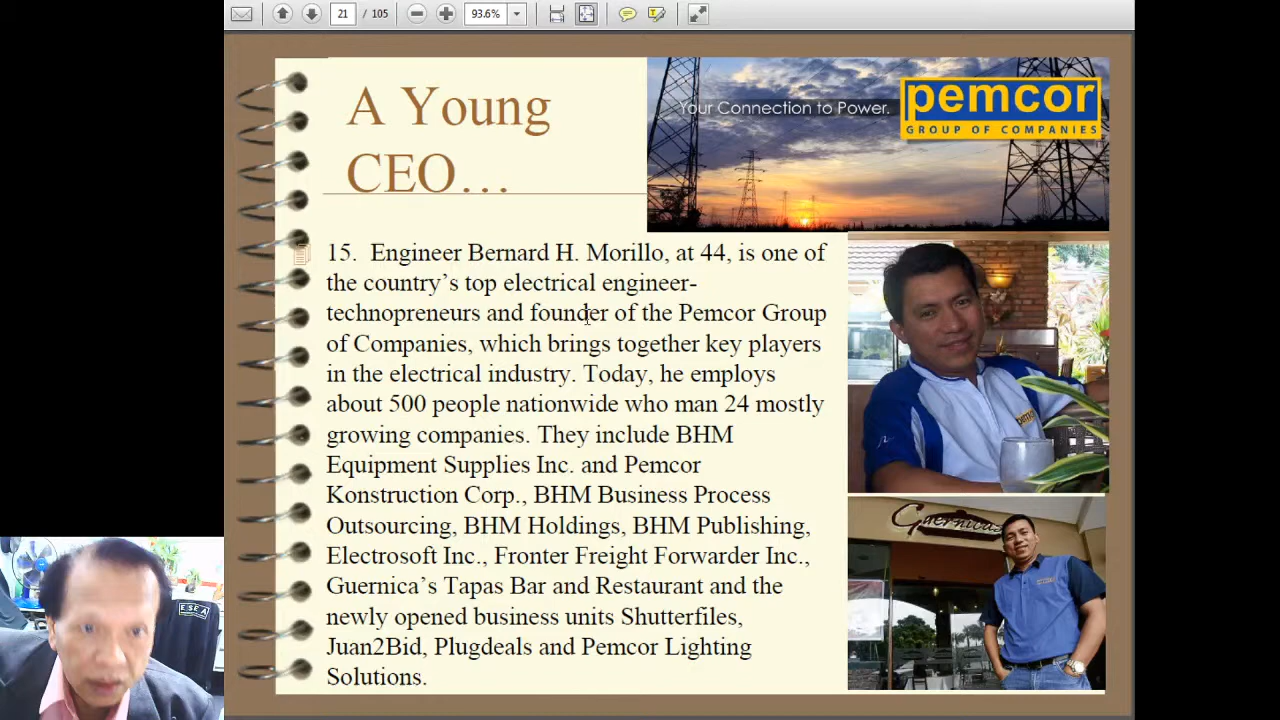 21 / 105
93.6%
A Young
CEO…
Your Connection to Power.
pemcor
GROUP OF COMPANIES
15. Engineer Bernard H. Morillo, at 44, is one of
the country’s top electrical engineer-
technopreneurs and founder of the Pemcor Group
of Companies, which brings together key players
in the electrical industry. Today, he employs
about 500 people nationwide who man 24 mostly
growing companies. They include BHM
Equipment Supplies Inc. and Pemcor
Konstruction Corp., BHM Business Process
Outsourcing, BHM Holdings, BHM Publishing,
Electrosoft Inc., Fronter Freight Forwarder Inc.,
Guernica’s Tapas Bar and Restaurant and the
newly opened business units Shutterfiles,
Juan2Bid, Plugdeals and Pemcor Lighting
Solutions.
Guernicas
ESEA